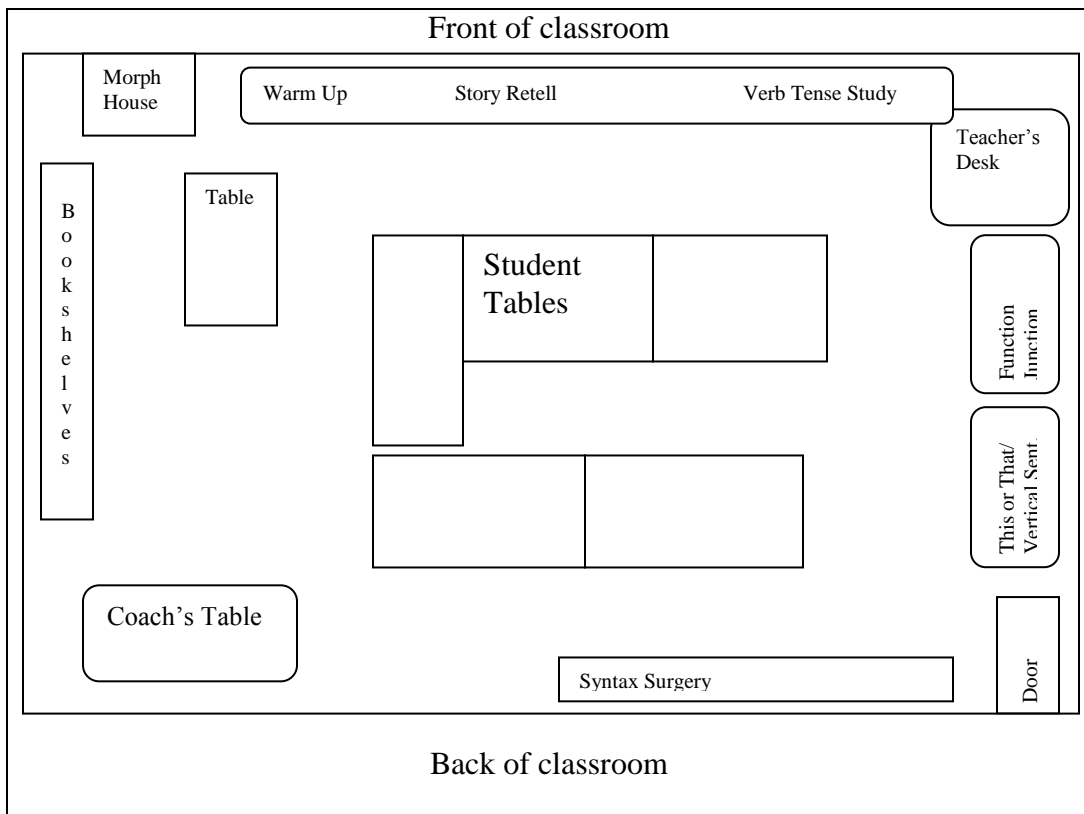 Front of classroom
Morph
House
Warm Up Story Retell Verb Tense Study
Teacher’s
Desk
Bookshelves
Table
Student
Tables
Function
Junction
This or That/
Vertical Sent.
Coach’s Table
Syntax Surgery
Door
Back of classroom